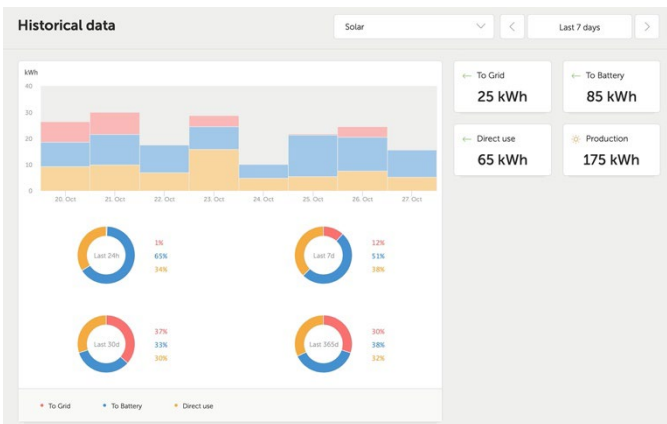 Historical data
Solar
Last 7 days
kWh
40
30
20
10
0
20. Oct 21. Oct 22. Oct 23. Oct 24. Oct 25. Oct 26. Oct 27. Oct
Last 24h
1%
65%
34%
Last 7d
12%
51%
38%
Last 30d
37%
33%
30%
Last 365d
30%
38%
32%
To Grid To Battery Direct use
To Grid
25 kWh
To Battery
85 kWh
Direct use
65 kWh
Production
175 kWh